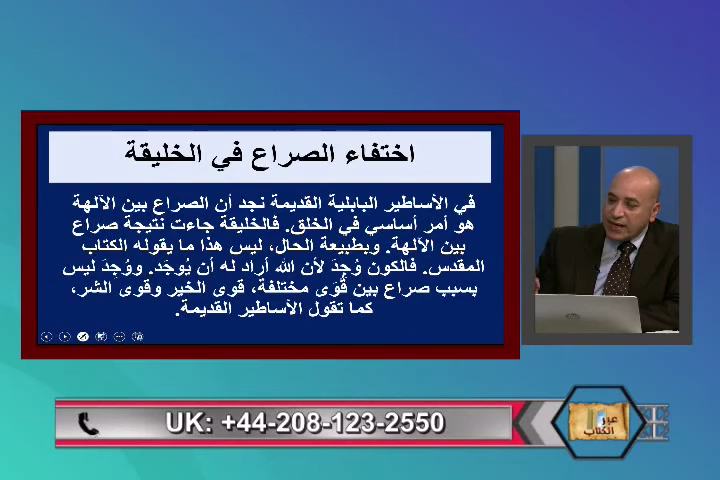 اختفاء الصراع في الخليقة
في الأساطير البابلية القديمة نجد أن الصراع بين الآلهة
هو أمر أساسي في الخلق. فالخليقة جاءت نتيجة صراع
بين الآلهة. وبطبيعة الحال، ليس هذا ما يقوله الكتاب
المقدس. فالكون وُجِدَ لأن الله أراد له أن يُوجَد. ووُجِدَ ليس
بسبب صراع بين قُوَى مختلفة، قوى الخير وقوى الشر،
كما تقول الأساطير القديمة.
UK: +44-208-123-2550
عبر
الكتاب